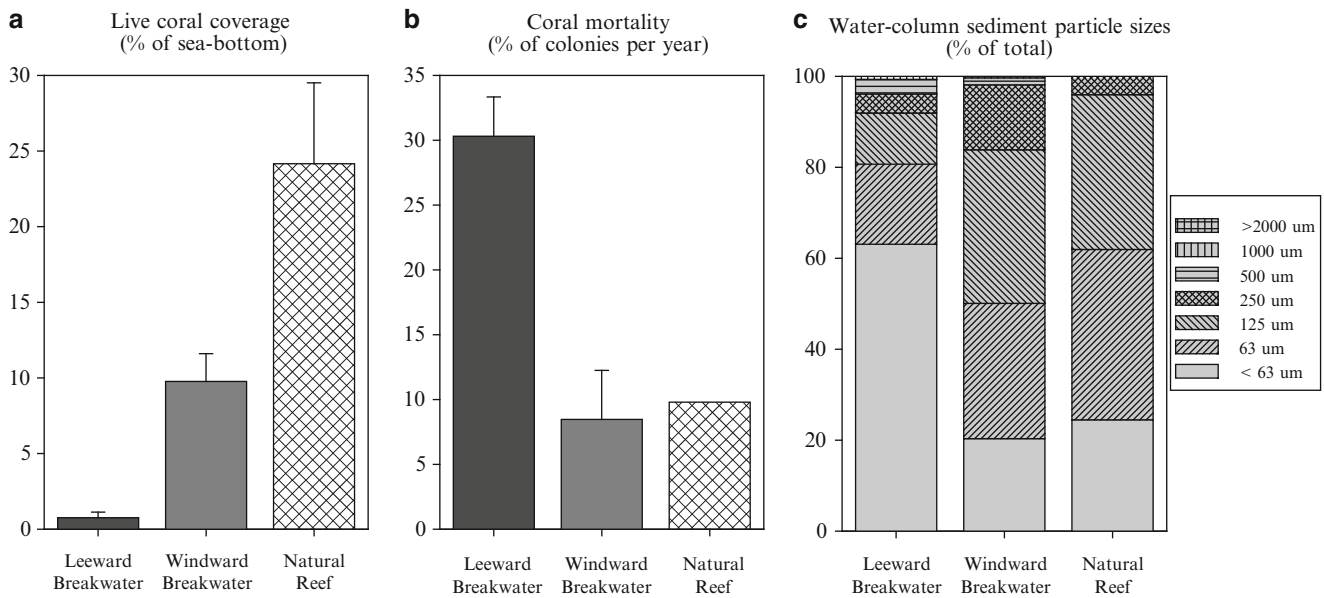 a
Live coral coverage
(% of sea-bottom)
30
25
20
15
10
5
0
Leeward
Breakwater
Windward
Breakwater
Natural
Reef
b
Coral mortality
(% of colonies per year)
35
30
25
20
15
10
5
0
Leeward
Breakwater
Windward
Breakwater
Natural
Reef
c
Water-column sediment particle sizes
(% of total)
100
80
60
40
20
0
Leeward
Breakwater
Windward
Breakwater
Natural
Reef
>2000 um
1000 um
500 um
250 um
125 um
63 um
< 63 um